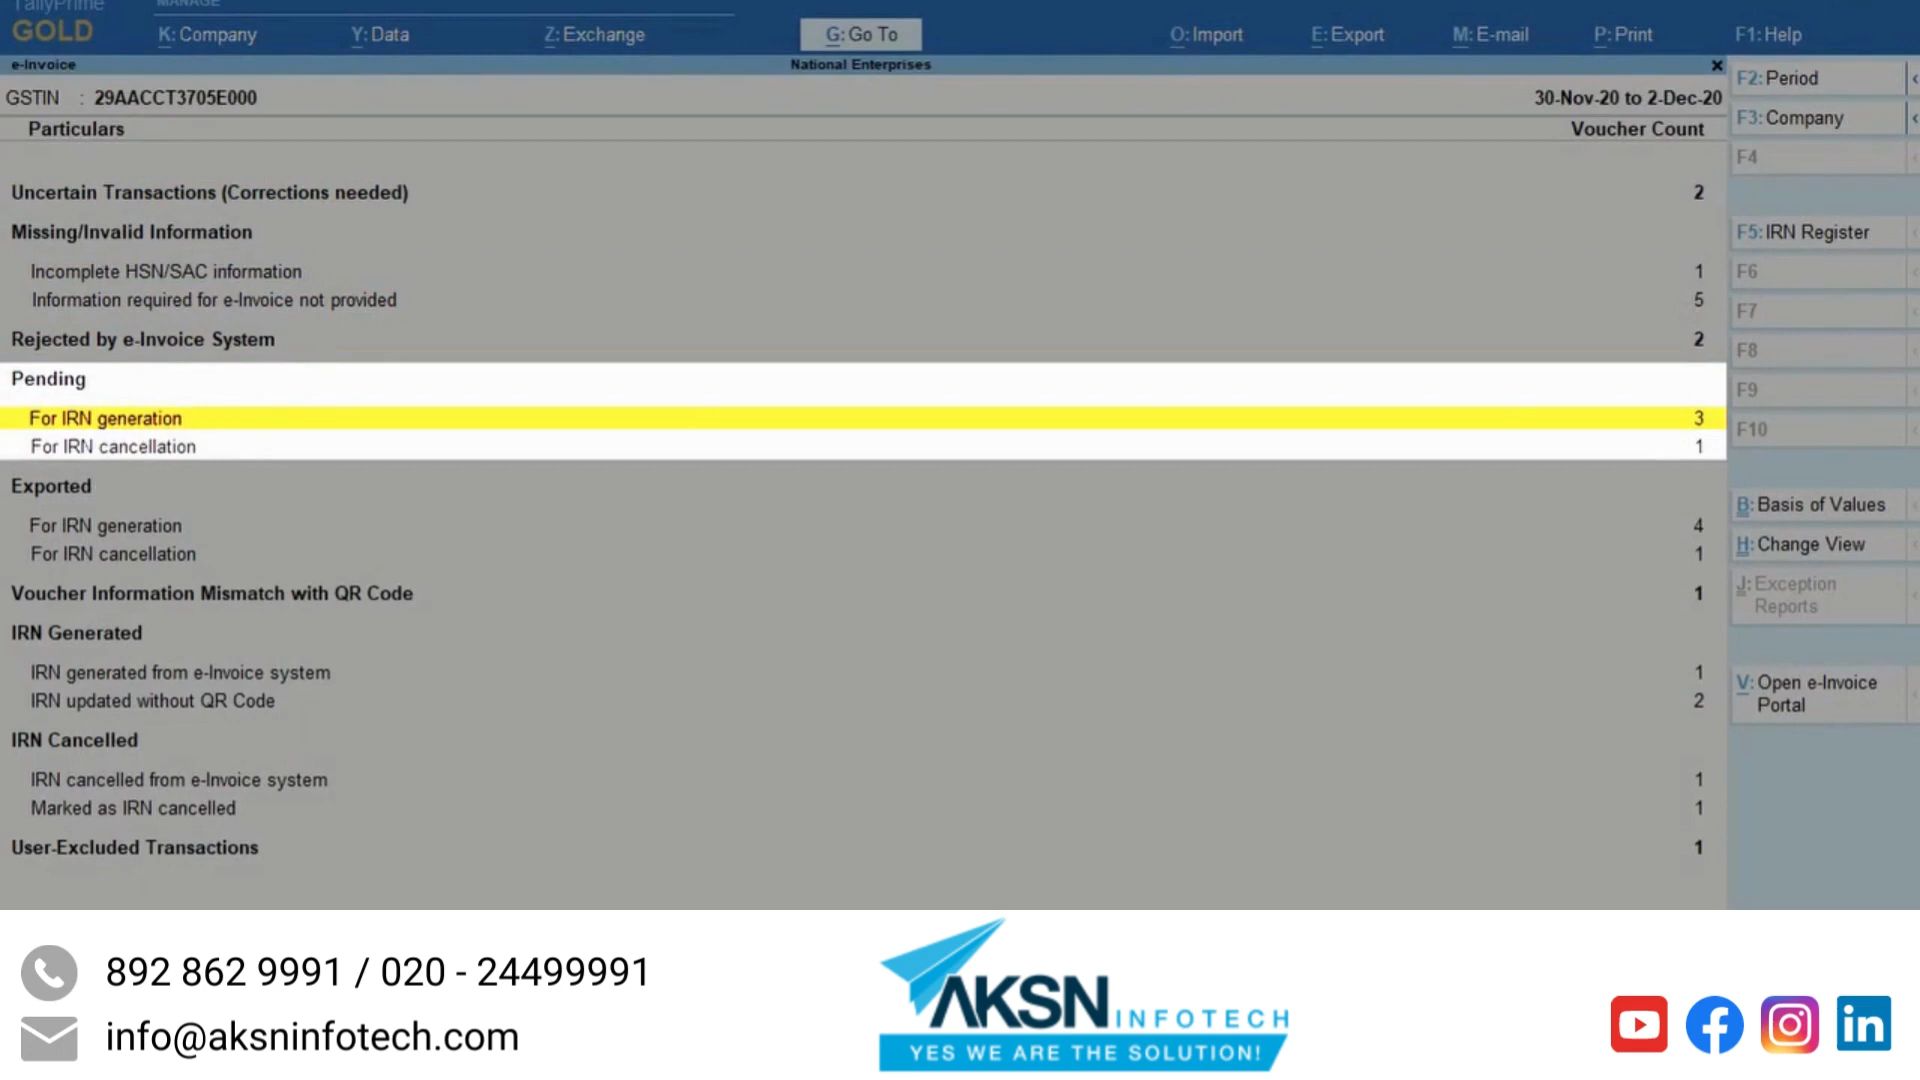 TallyPrime
MANAGE
GOLD
K: Company
Y: Data
Z: Exchange
G: Go To
O: Import
E: Export
M: E-mail
P: Print
F1: Help
e-Invoice
National Enterprises
x
GSTIN : 29AACCT3705E000
30-Nov-20 to 2-Dec-20
Particulars
Voucher Count
Uncertain Transactions (Corrections needed) 2
Missing/Invalid Information
Incomplete HSN/SAC information 1
Information required for e-Invoice not provided 5
Rejected by e-Invoice System 2
Pending
For IRN generation 3
For IRN cancellation 1
Exported
For IRN generation 4
For IRN cancellation 1
Voucher Information Mismatch with QR Code 1
IRN Generated
IRN generated from e-Invoice system 1
IRN updated without QR Code 2
IRN Cancelled
IRN cancelled from e-Invoice system 1
Marked as IRN cancelled 1
User-Excluded Transactions 1
F2: Period
F3: Company
F4
F5: IRN Register
F6
F7
F8
F9
F10
B: Basis of Values
H: Change View
J: Exception
Reports
V: Open e-Invoice
Portal
892 862 9991 / 020 - 24499991
info@aksninfotech.com
AKSN INFOTECH
YES WE ARE THE SOLUTION!
in